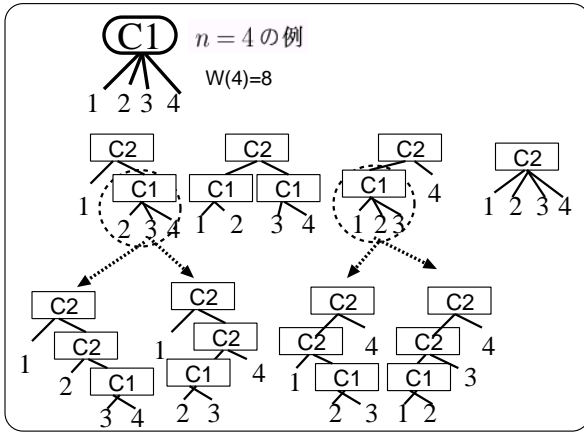 C1 n = 4 の例
W(4)=8
1 2 3 4
C2 C2 C2 C2
C1 C1 C1 C1
1 2 3 4 1 2 3 4 1 2 3 4 1 2 3 4
C2 C2 C2 C2
1 C2 1 C2 C2 4 C2 4
2 C1 C1 4 1 C1 C1 3
3 4 2 3 2 3 1 2